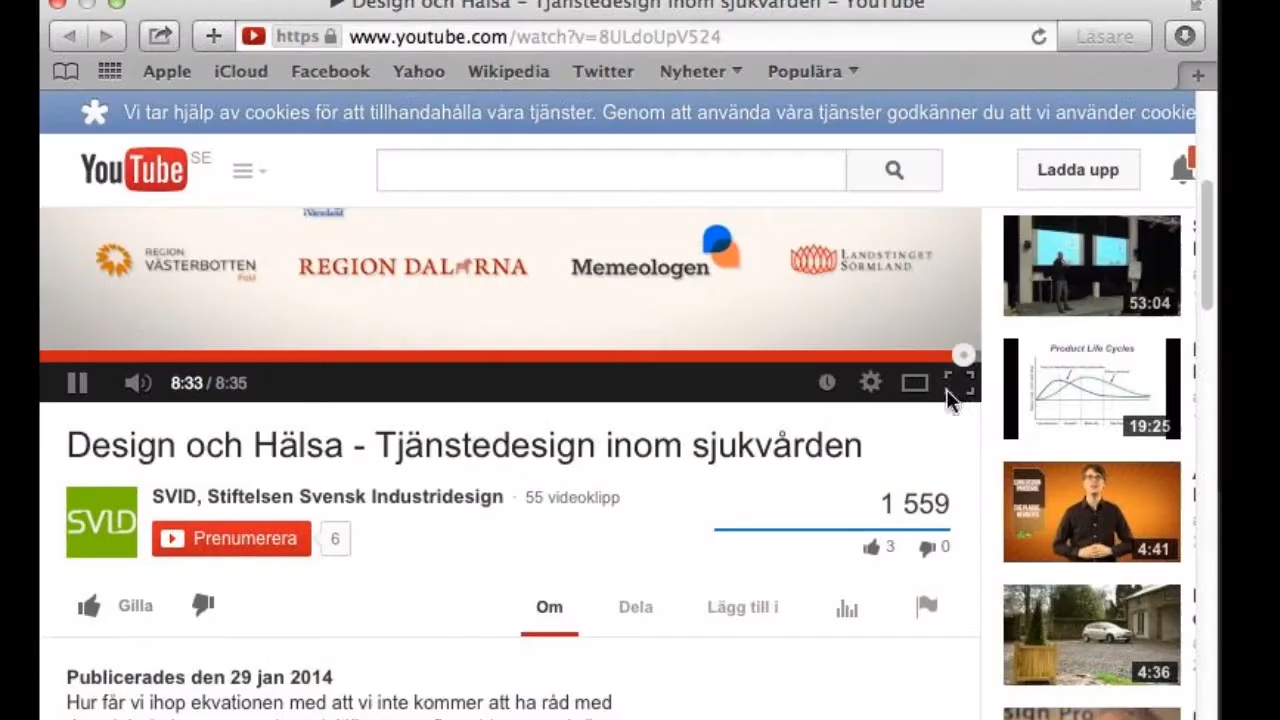 Design och Hälsa - Tjänstedesign inom sjukvården - YouTube
https www.youtube.com/watch?v=8ULdoUpV524 Läsare
Apple iCloud Facebook Yahoo Wikipedia Twitter Nyheter Populära
Vi tar hjälp av cookies för att tillhandahålla våra tjänster. Genom att använda våra tjänster godkänner du att vi använder cookie
YouTube SE
Ladda upp
REGION
VÄSTERBOTTEN
REGION DALARNA
Memeologen
LANDSTINGET
SÖRMLAND
8:33 / 8:35
53:04
Product Life Cycles
19:25
4:41
4:36
Design och Hälsa - Tjänstedesign inom sjukvården
SVID
SVID, Stiftelsen Svensk Industridesign · 55 videoklipp
Prenumerera 6
1 559
3 0
Gilla
Om Dela Lägg till i
Publicerades den 29 jan 2014
Hur får vi ihop ekvationen med att vi inte kommer att ha råd med